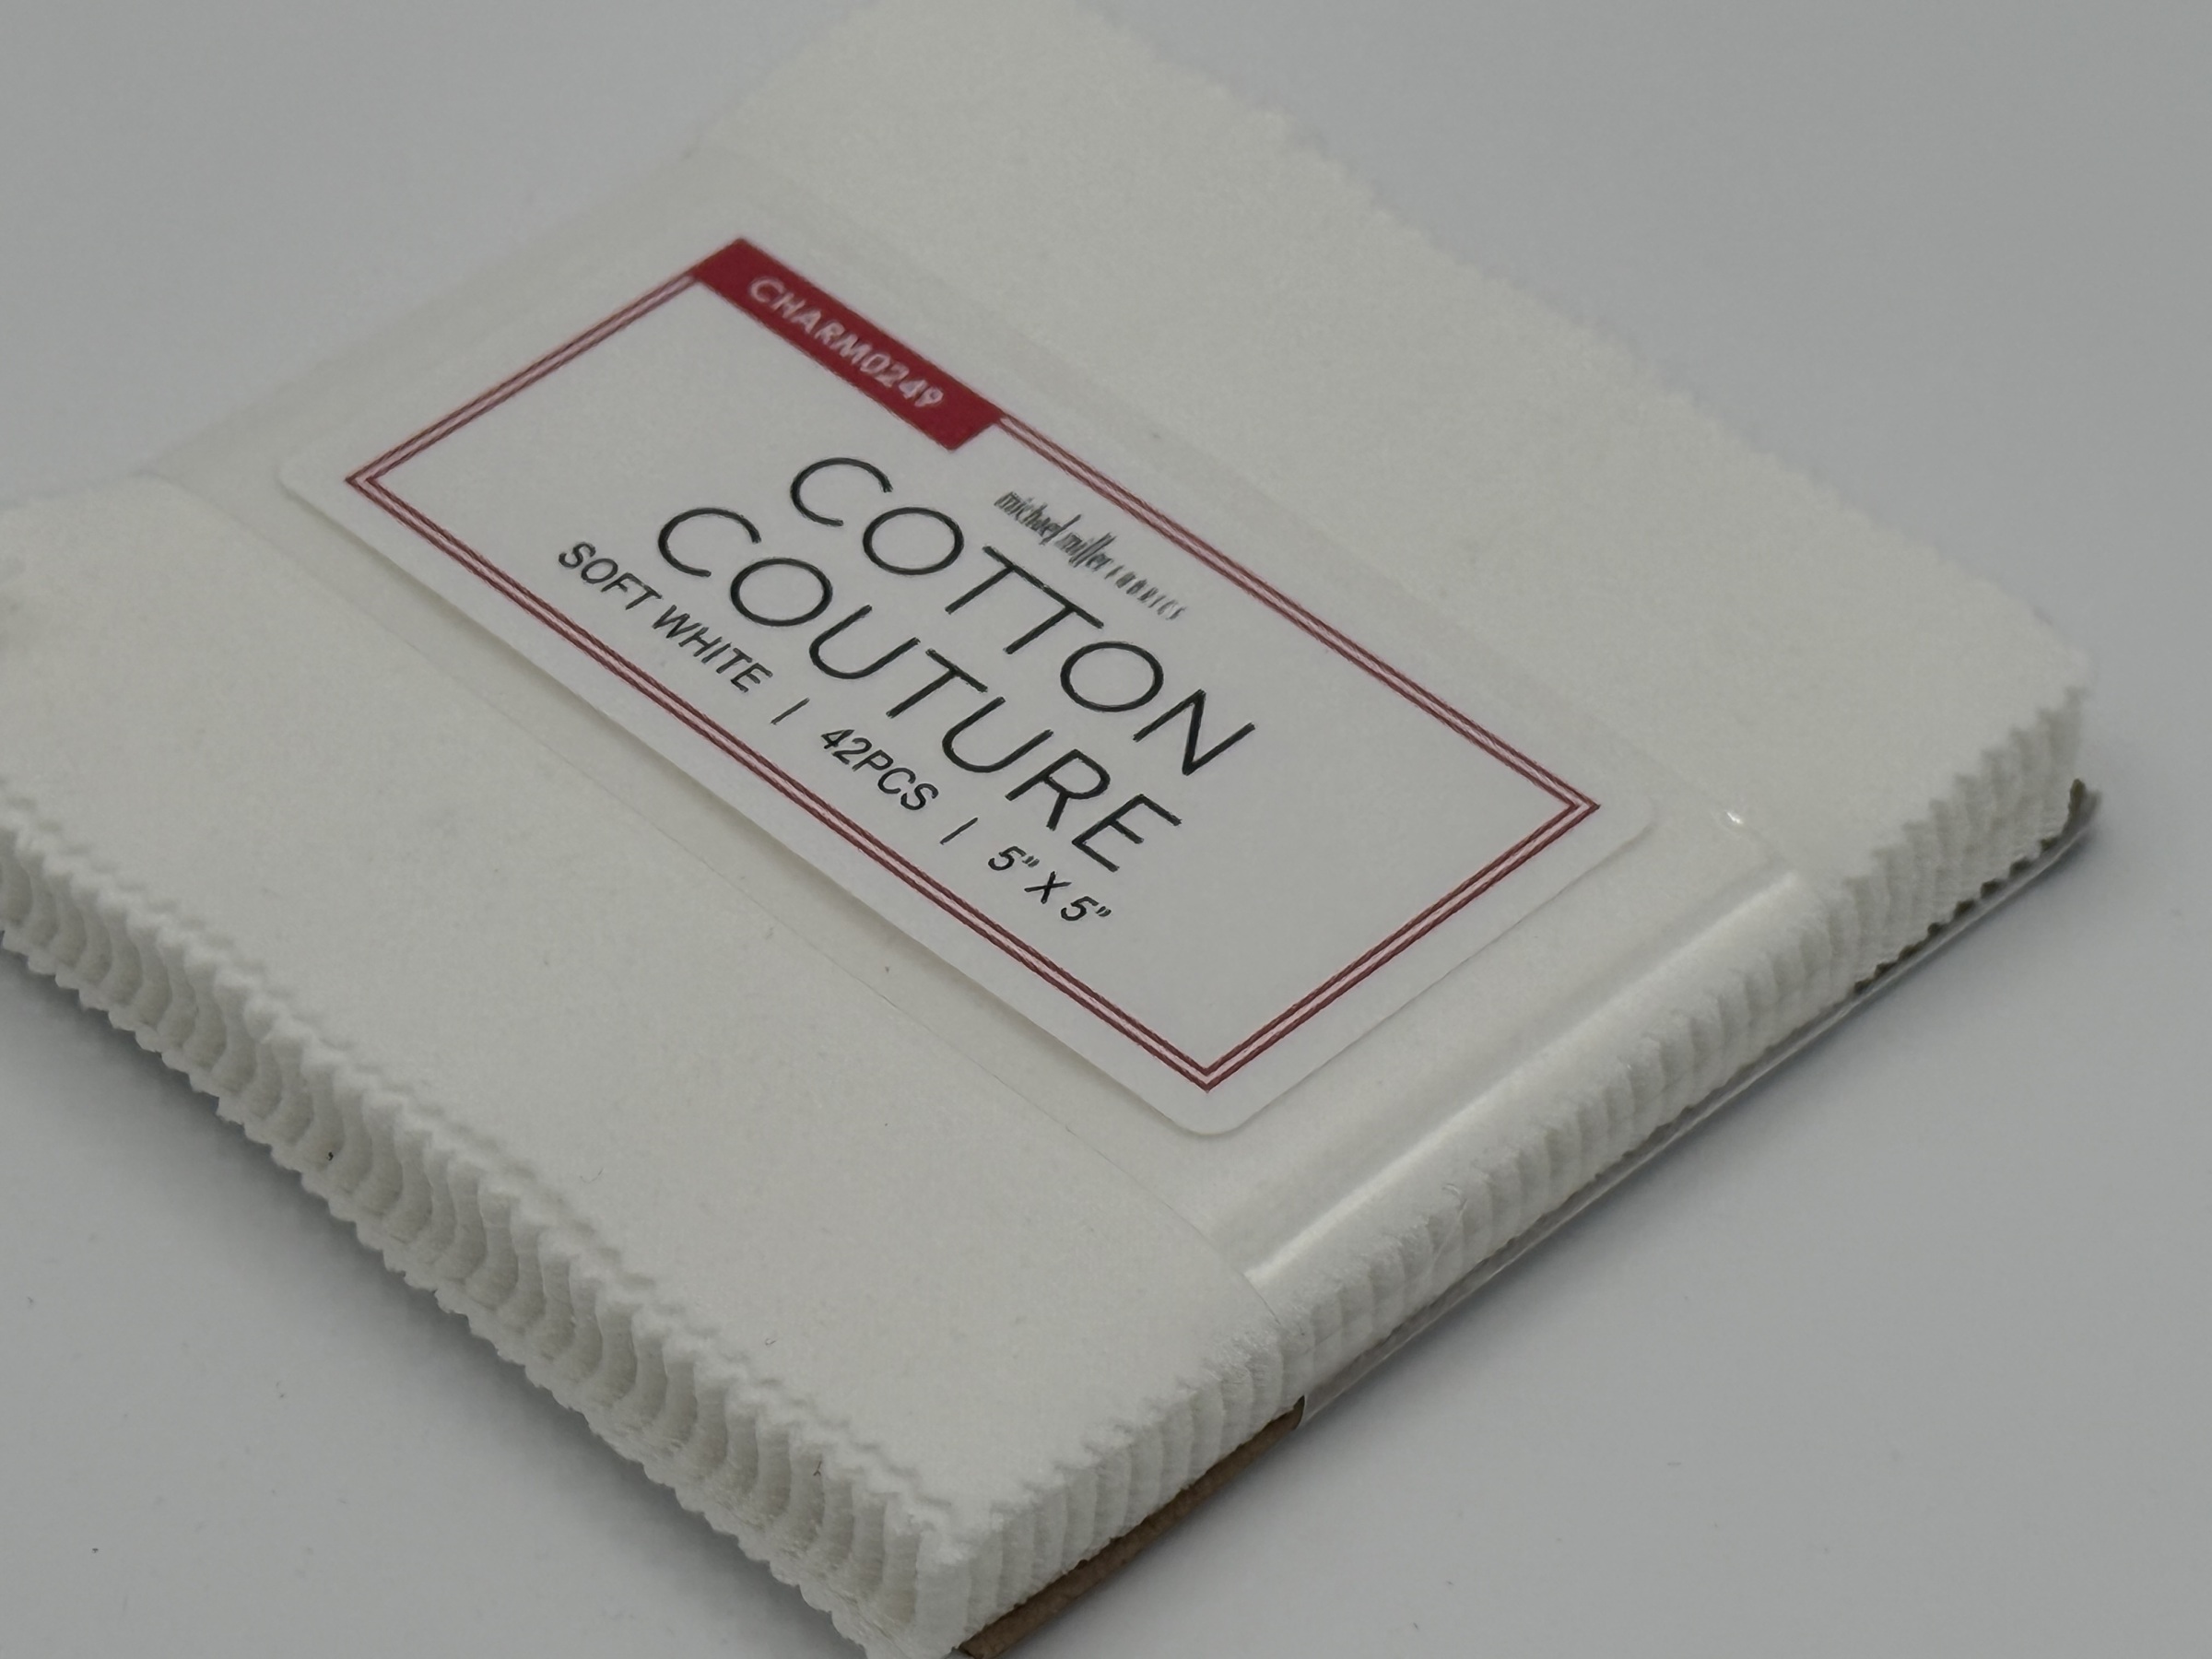 CHARM0249
michael miller FABRICS
COTTON
COUTURE
SOFT WHITE | 42PCS | 5" X 5"